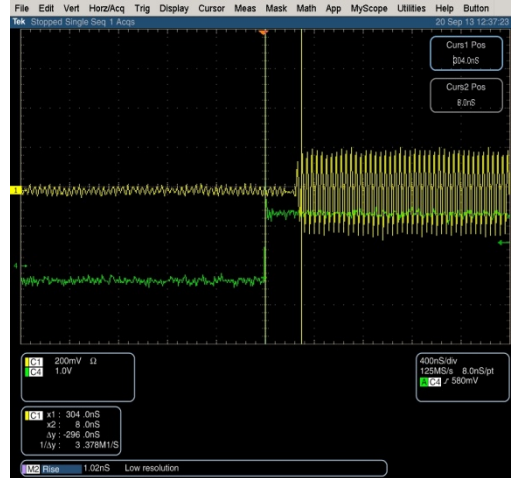 File Edit Vert Horz/Acq Trig Display Cursor Meas Mask Math App MyScope Utilities Help Button
Tek Stopped Single Seq 1 Acqs 20 Sep 13 12:37:23
Curs1 Pos
304.0nS
Curs2 Pos
8.0nS
1
C1 200mV Ω
C4 1.0V
400nS/div
125MS/s 8.0nS/pt
A C4 580mV
C1 x1: 304.0nS
x2: 8.0nS
Δy: -296.0nS
1/Δy: 3.378M1/S
M2 Rise 1.02nS Low resolution